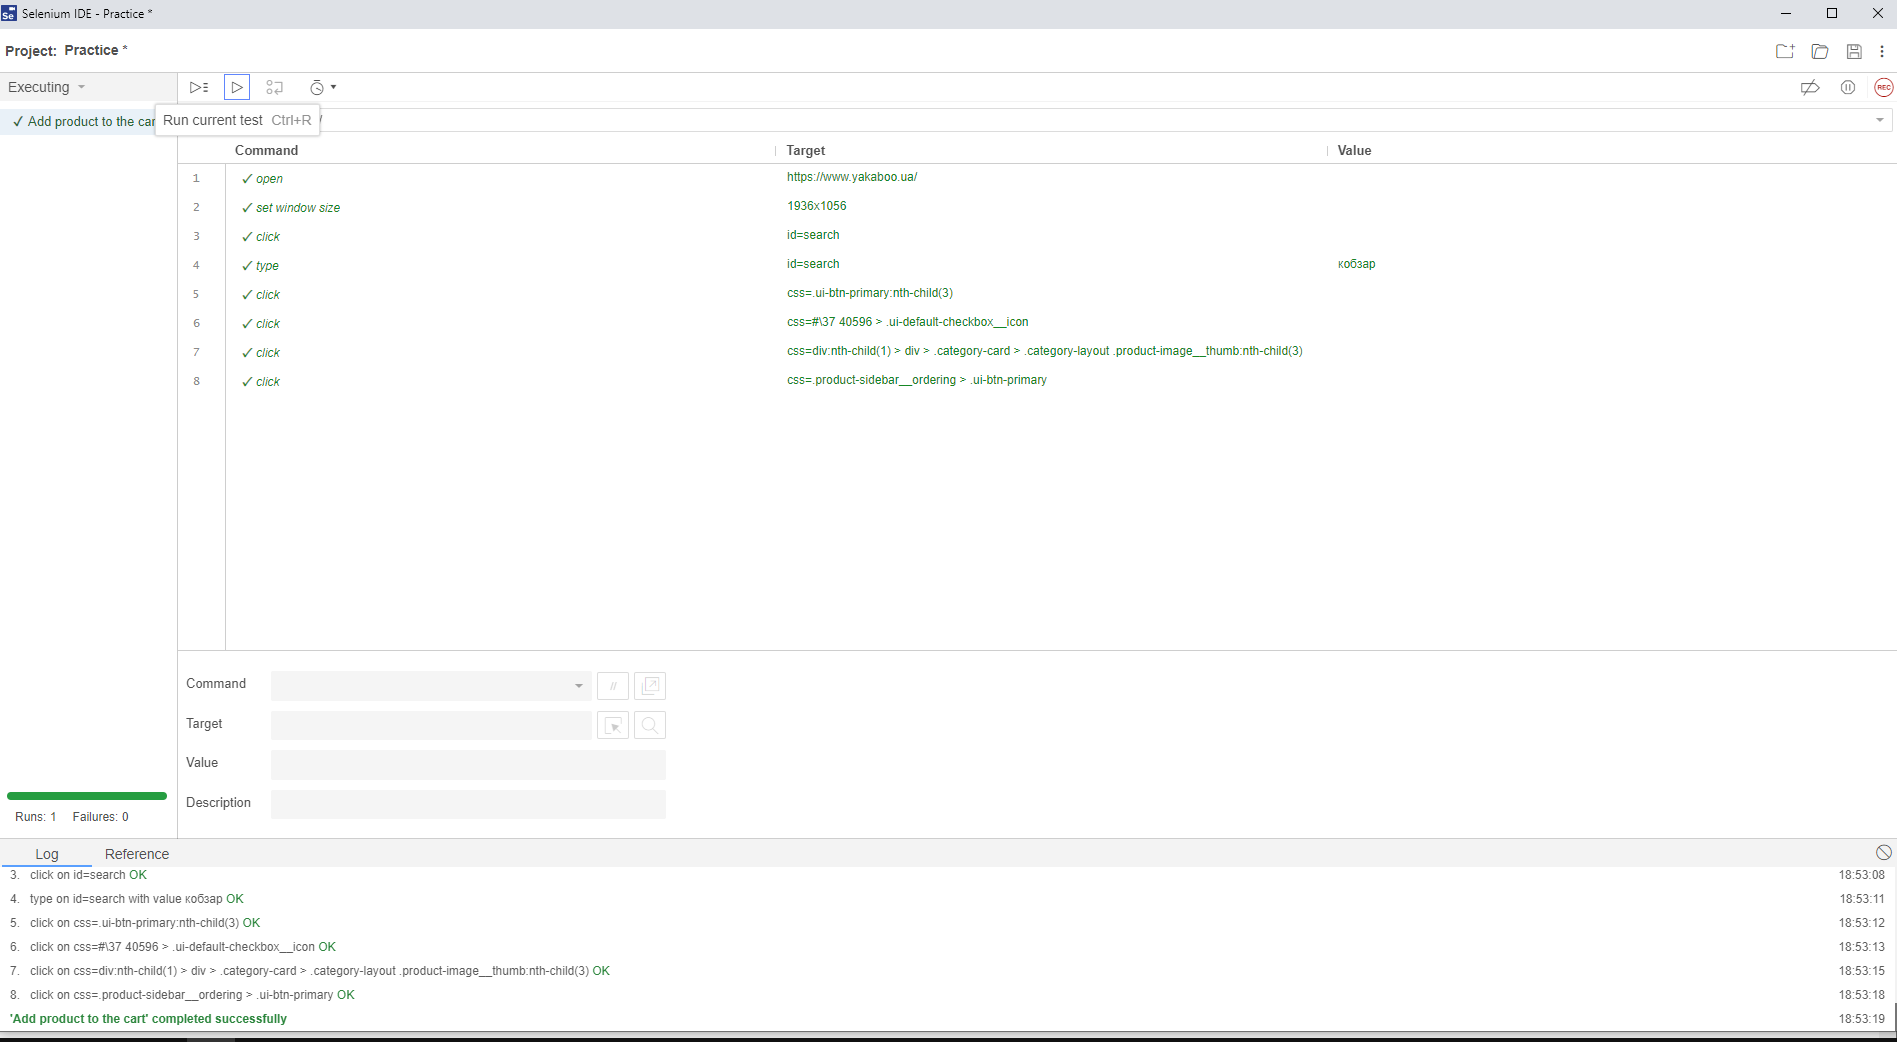 Selenium IDE - Practice *
Project: Practice *
Executing
✓ Add product to the car
Run current test Ctrl+R
/
Command Target Value
1 ✓ open https://www.yakaboo.ua/
2 ✓ set window size 1936x1056
3 ✓ click id=search
4 ✓ type id=search кобзар
5 ✓ click css=.ui-btn-primary:nth-child(3)
6 ✓ click css=#\37 40596 > .ui-default-checkbox__icon
7 ✓ click css=div:nth-child(1) > div > .category-card > .category-layout .product-image__thumb:nth-child(3)
8 ✓ click css=.product-sidebar__ordering > .ui-btn-primary
Command //
Target
Value
Description
Runs: 1 Failures: 0
Log Reference
3. click on id=search OK 18:53:08
4. type on id=search with value кобзар OK 18:53:11
5. click on css=.ui-btn-primary:nth-child(3) OK 18:53:12
6. click on css=#\37 40596 > .ui-default-checkbox__icon OK 18:53:13
7. click on css=div:nth-child(1) > div > .category-card > .category-layout .product-image__thumb:nth-child(3) OK 18:53:15
8. click on css=.product-sidebar__ordering > .ui-btn-primary OK 18:53:18
'Add product to the cart' completed successfully 18:53:19
REC
Se